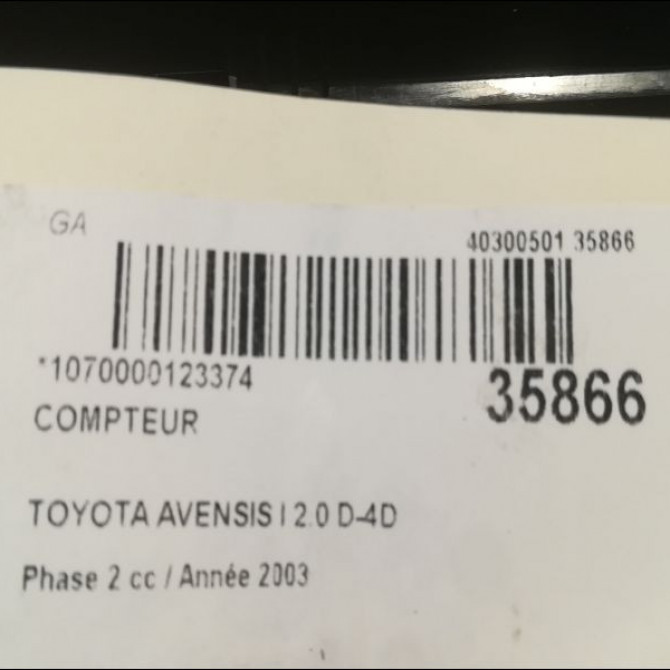 GA
40300501 35866
*1070000123374
35866
COMPTEUR
TOYOTA AVENSIS I 2.0 D-4D
Phase 2 cc / Année 2003